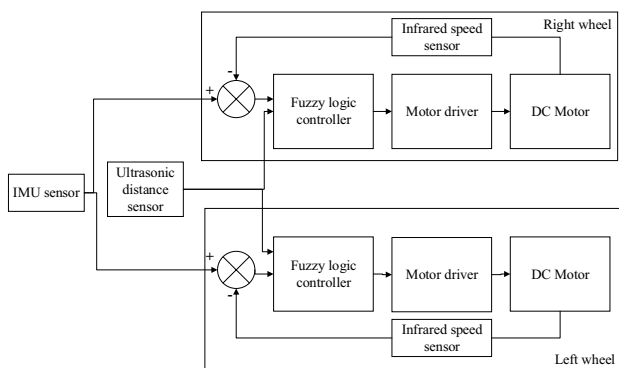 Infrared speed
sensor
Right wheel
-
+
Fuzzy logic
controller
Motor driver
DC Motor
IMU sensor
Ultrasonic
distance
sensor
+
Fuzzy logic
controller
Motor driver
DC Motor
-
Infrared speed
sensor
Left wheel